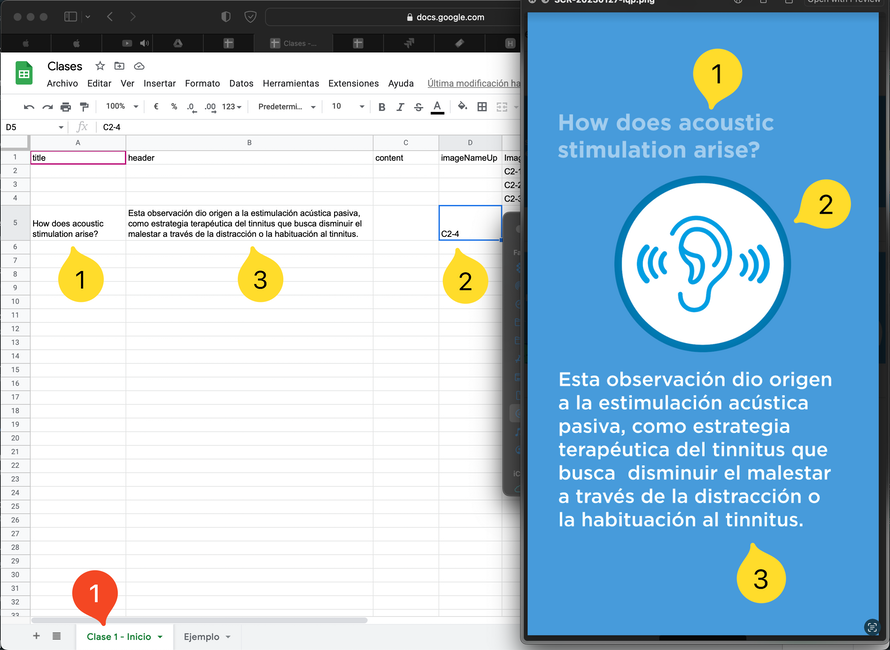 docs.google.com
Clases -...
H
Clases
Archivo Editar Ver Insertar Formato Datos Herramientas Extensiones Ayuda Última modificación ha
100% € % .0 .00 123 Predetermi... 10 B I S A
D5 fx C2-4
A B C D
1 title header content imageNameUp Imag
2 C2-1
3 C2-2
4 C2-3
Esta observación dio origen a la estimulación acústica pasiva,
How does acoustic como estrategia terapéutica del tinnitus que busca disminuir el
5 stimulation arise? malestar a través de la distracción o la habituación al tinnitus. C2-4
6
7
8
9
10
11
12
13
14
15
16
17
18
19
20
21
22
23
24
25
26
27
28
29
30
31
32
33
1 3 2
1
+ Clase 1 - Inicio Ejemplo
Fa
iC
Open with Preview
1
How does acoustic
stimulation arise?
2
Esta observación dio origen
a la estimulación acústica
pasiva, como estrategia
terapéutica del tinnitus que
busca disminuir el malestar
a través de la distracción o
la habituación al tinnitus.
3